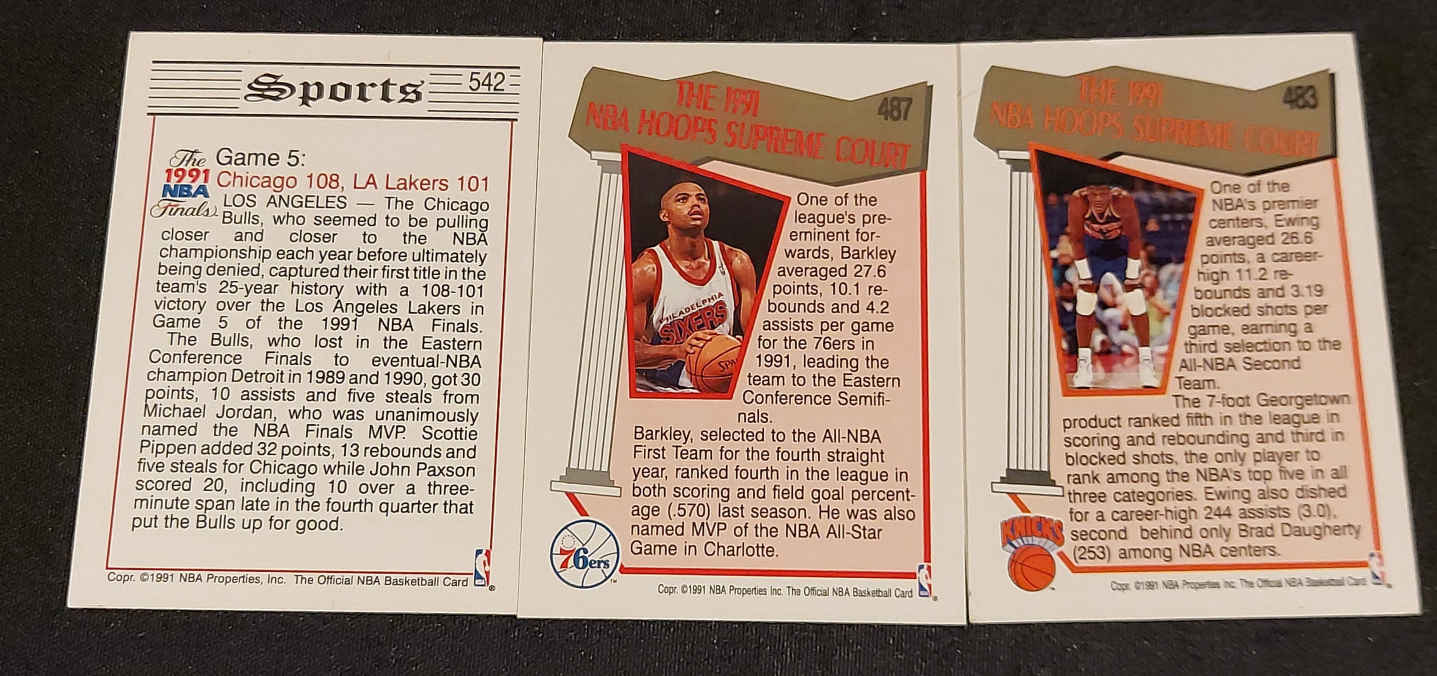 Sports 542
The 1991 NBA Finals
Game 5:
Chicago 108, LA Lakers 101
LOS ANGELES — The Chicago
Bulls, who seemed to be pulling
closer and closer to the NBA
championship each year before ultimately
being denied, captured their first title in the
team's 25-year history with a 108-101
victory over the Los Angeles Lakers in
Game 5 of the 1991 NBA Finals.
The Bulls, who lost in the Eastern
Conference Finals to eventual-NBA
champion Detroit in 1989 and 1990, got 30
points, 10 assists and five steals from
Michael Jordan, who was unanimously
named the NBA Finals MVP. Scottie
Pippen added 32 points, 13 rebounds and
five steals for Chicago while John Paxson
scored 20, including 10 over a three-
minute span late in the fourth quarter that
put the Bulls up for good.
Copr. ©1991 NBA Properties, Inc. The Official NBA Basketball Card
THE 1991
NBA HOOPS SUPREME COURT
487
One of the
league's pre-
eminent for-
wards, Barkley
averaged 27.6
points, 10.1 re-
bounds and 4.2
assists per game
for the 76ers in
1991, leading the
team to the Eastern
Conference Semifi-
nals.
Barkley, selected to the All-NBA
First Team for the fourth straight
year, ranked fourth in the league in
both scoring and field goal percent-
age (.570) last season. He was also
named MVP of the NBA All-Star
Game in Charlotte.
PHILADELPHIA
SIXERS
76ers
Copr. ©1991 NBA Properties Inc. The Official NBA Basketball Card
THE 1991
NBA HOOPS SUPREME COURT
483
One of the
NBA's premier
centers, Ewing
averaged 26.6
points, a career-
high 11.2 re-
bounds and 3.19
blocked shots per
game, earning a
third selection to the
All-NBA Second
Team.
The 7-foot Georgetown
product ranked fifth in the league in
scoring and rebounding and third in
blocked shots, the only player to
rank among the NBA's top five in all
three categories. Ewing also dished
for a career-high 244 assists (3.0),
second behind only Brad Daugherty
(253) among NBA centers.
KNICKS
Copr. ©1991 NBA Properties Inc. The Official NBA Basketball Card